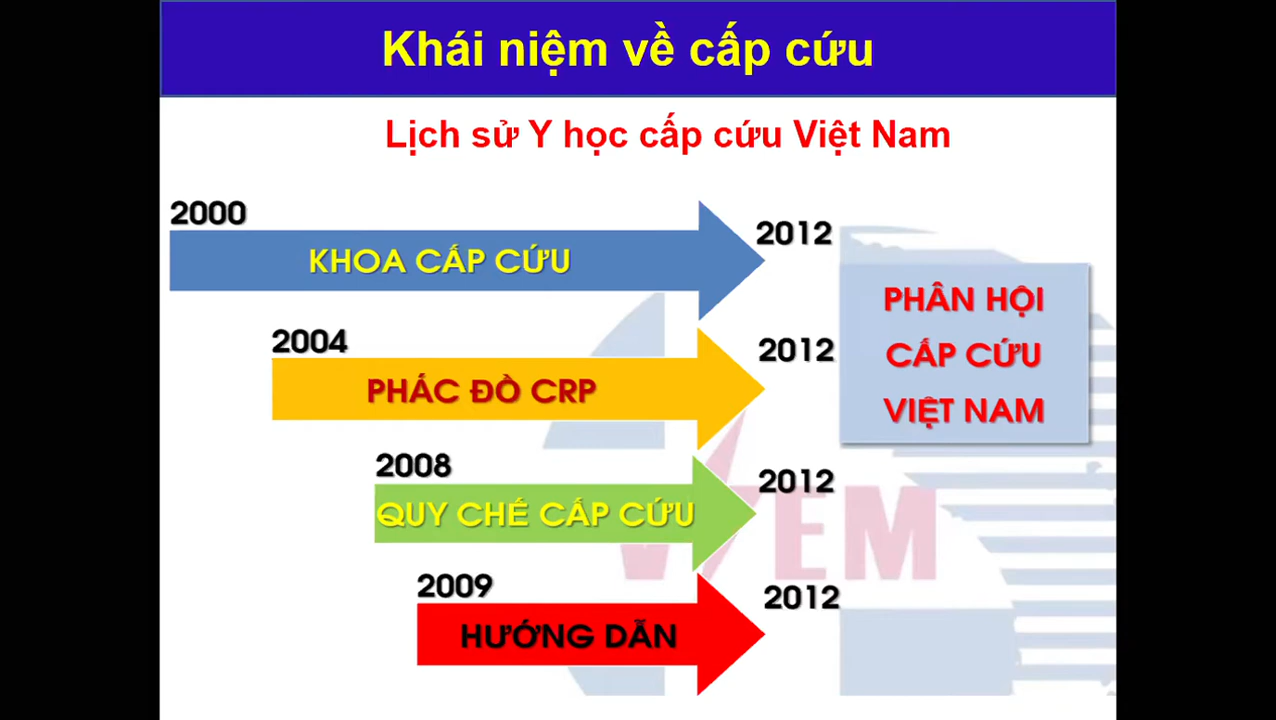 Khái niệm về cấp cứu
Lịch sử Y học cấp cứu Việt Nam
2000
KHOA CẤP CỨU
2012
2004
PHÁC ĐỒ CRP
2012
2008
QUY CHẾ CẤP CỨU
2012
2009
HƯỚNG DẪN
2012
PHÂN HỘI
CẤP CỨU
VIỆT NAM
VEM